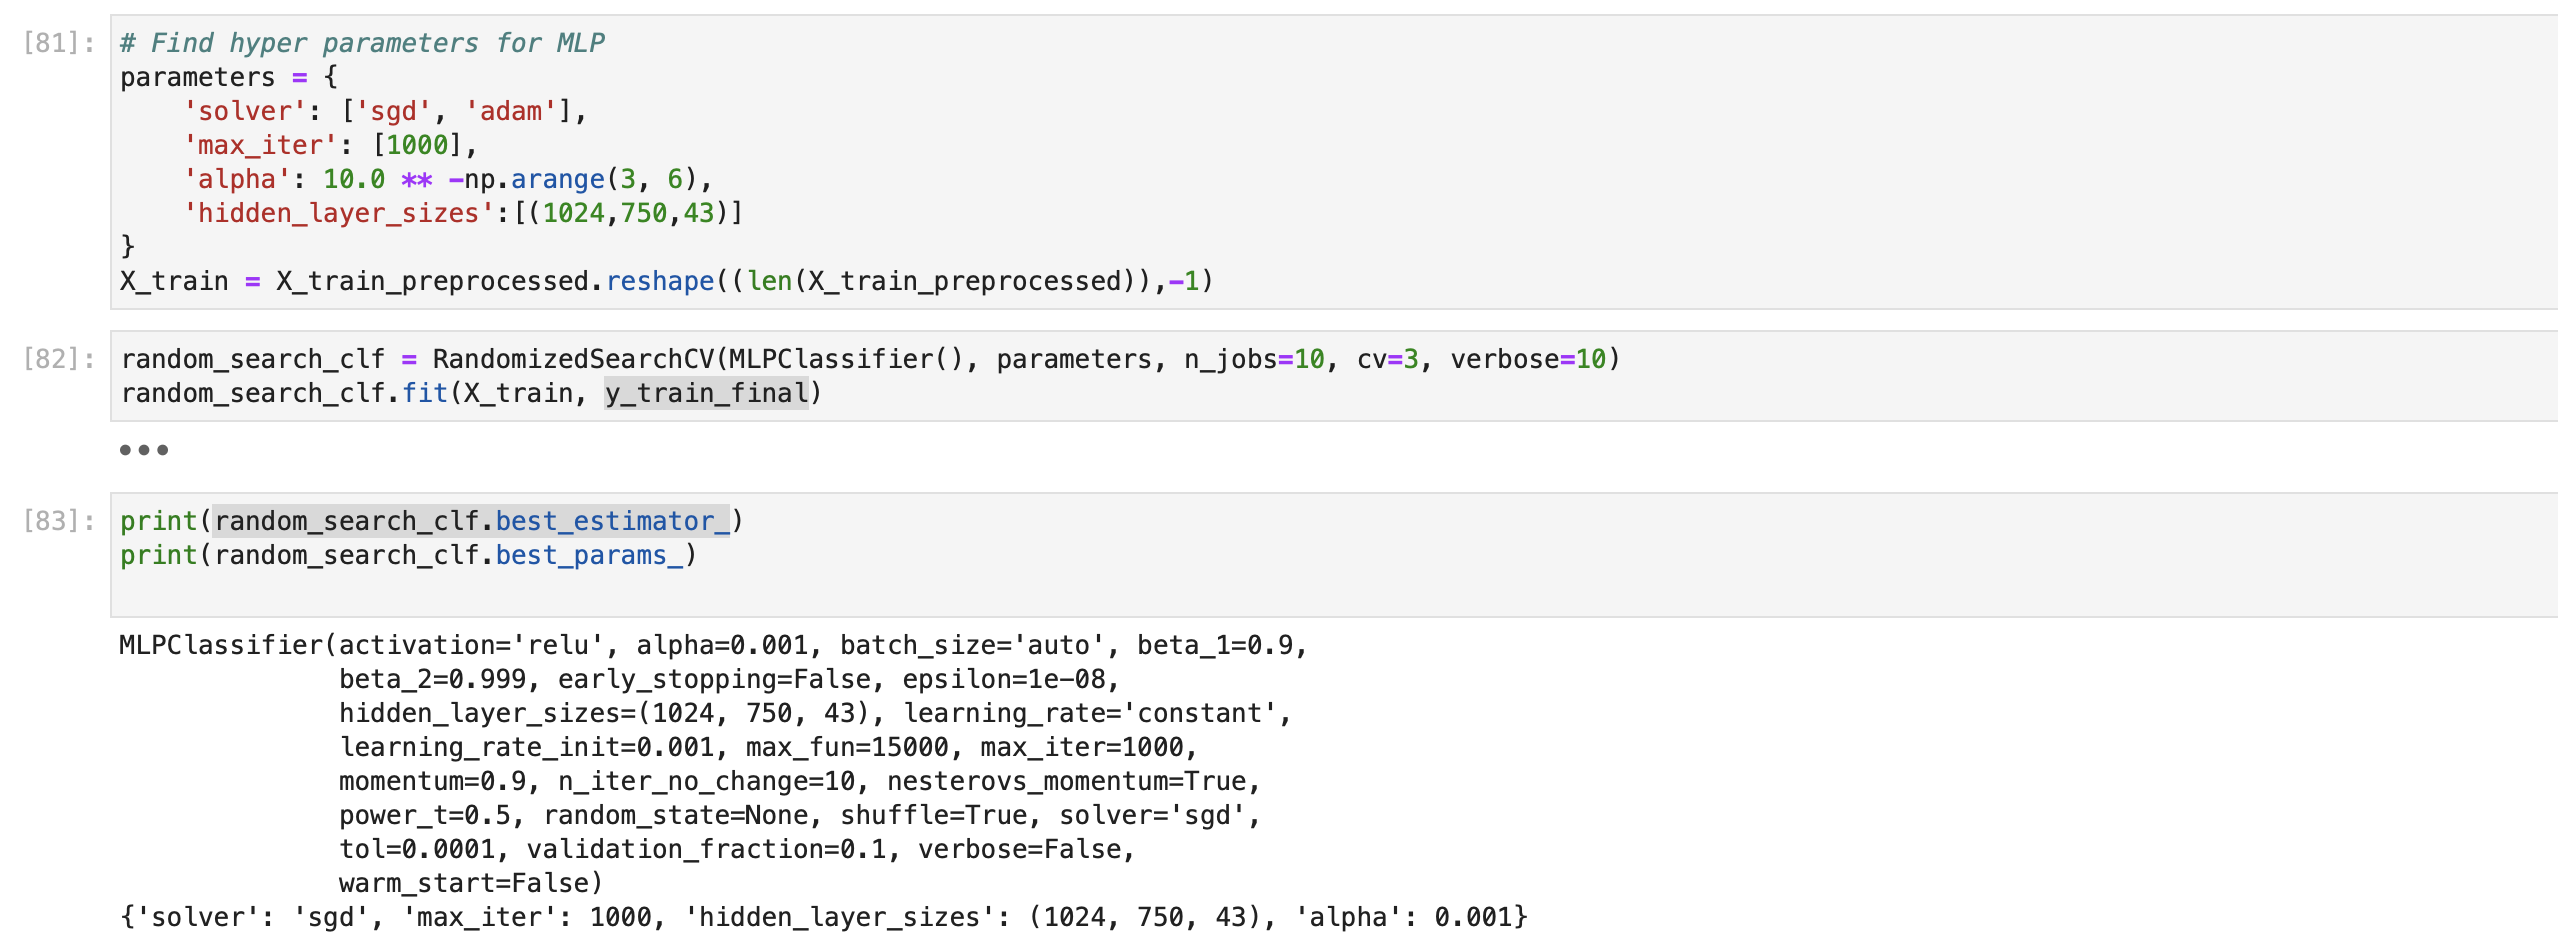 [81]:
# Find hyper parameters for MLP
parameters = {
    'solver': ['sgd', 'adam'],
    'max_iter': [1000],
    'alpha': 10.0 ** -np.arange(3, 6),
    'hidden_layer_sizes':[(1024,750,43)]
}
X_train = X_train_preprocessed.reshape((len(X_train_preprocessed)),-1)
[82]:
random_search_clf = RandomizedSearchCV(MLPClassifier(), parameters, n_jobs=10, cv=3, verbose=10)
random_search_clf.fit(X_train, y_train_final)
•••
[83]:
print(random_search_clf.best_estimator_)
print(random_search_clf.best_params_)
MLPClassifier(activation='relu', alpha=0.001, batch_size='auto', beta_1=0.9,
              beta_2=0.999, early_stopping=False, epsilon=1e-08,
              hidden_layer_sizes=(1024, 750, 43), learning_rate='constant',
              learning_rate_init=0.001, max_fun=15000, max_iter=1000,
              momentum=0.9, n_iter_no_change=10, nesterovs_momentum=True,
              power_t=0.5, random_state=None, shuffle=True, solver='sgd',
              tol=0.0001, validation_fraction=0.1, verbose=False,
              warm_start=False)
{'solver': 'sgd', 'max_iter': 1000, 'hidden_layer_sizes': (1024, 750, 43), 'alpha': 0.001}